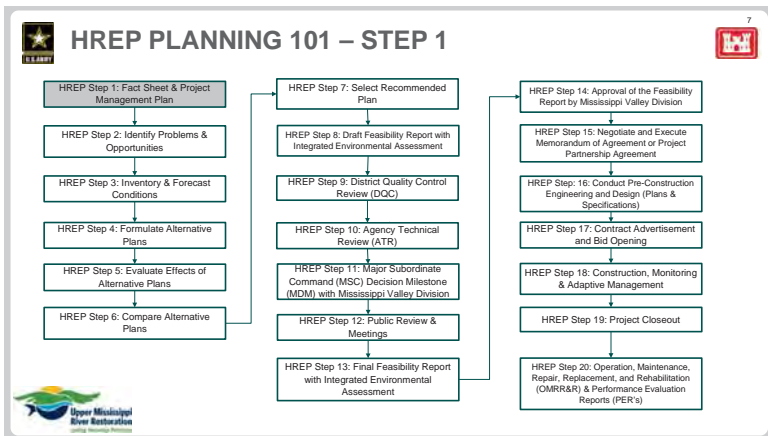 7
HREP PLANNING 101 – STEP 1
U.S.ARMY
HREP Step 1: Fact Sheet & Project
Management Plan
HREP Step 2: Identify Problems &
Opportunities
HREP Step 3: Inventory & Forecast
Conditions
HREP Step 4: Formulate Alternative
Plans
HREP Step 5: Evaluate Effects of
Alternative Plans
HREP Step 6: Compare Alternative
Plans
HREP Step 7: Select Recommended
Plan
HREP Step 8: Draft Feasibility Report with
Integrated Environmental Assessment
HREP Step 9: District Quality Control
Review (DQC)
HREP Step 10: Agency Technical
Review (ATR)
HREP Step 11: Major Subordinate
Command (MSC) Decision Milestone
(MDM) with Mississippi Valley Division
HREP Step 12: Public Review &
Meetings
HREP Step 13: Final Feasibility Report
with Integrated Environmental
Assessment
HREP Step 14: Approval of the Feasibility
Report by Mississippi Valley Division
HREP Step 15: Negotiate and Execute
Memorandum of Agreement or Project
Partnership Agreement
HREP Step: 16: Conduct Pre-Construction
Engineering and Design (Plans &
Specifications)
HREP Step 17: Contract Advertisement
and Bid Opening
HREP Step 18: Construction, Monitoring
& Adaptive Management
HREP Step 19: Project Closeout
HREP Step 20: Operation, Maintenance,
Repair, Replacement, and Rehabilitation
(OMRR&R) & Performance Evaluation
Reports (PER's)
Upper Mississippi
River Restoration